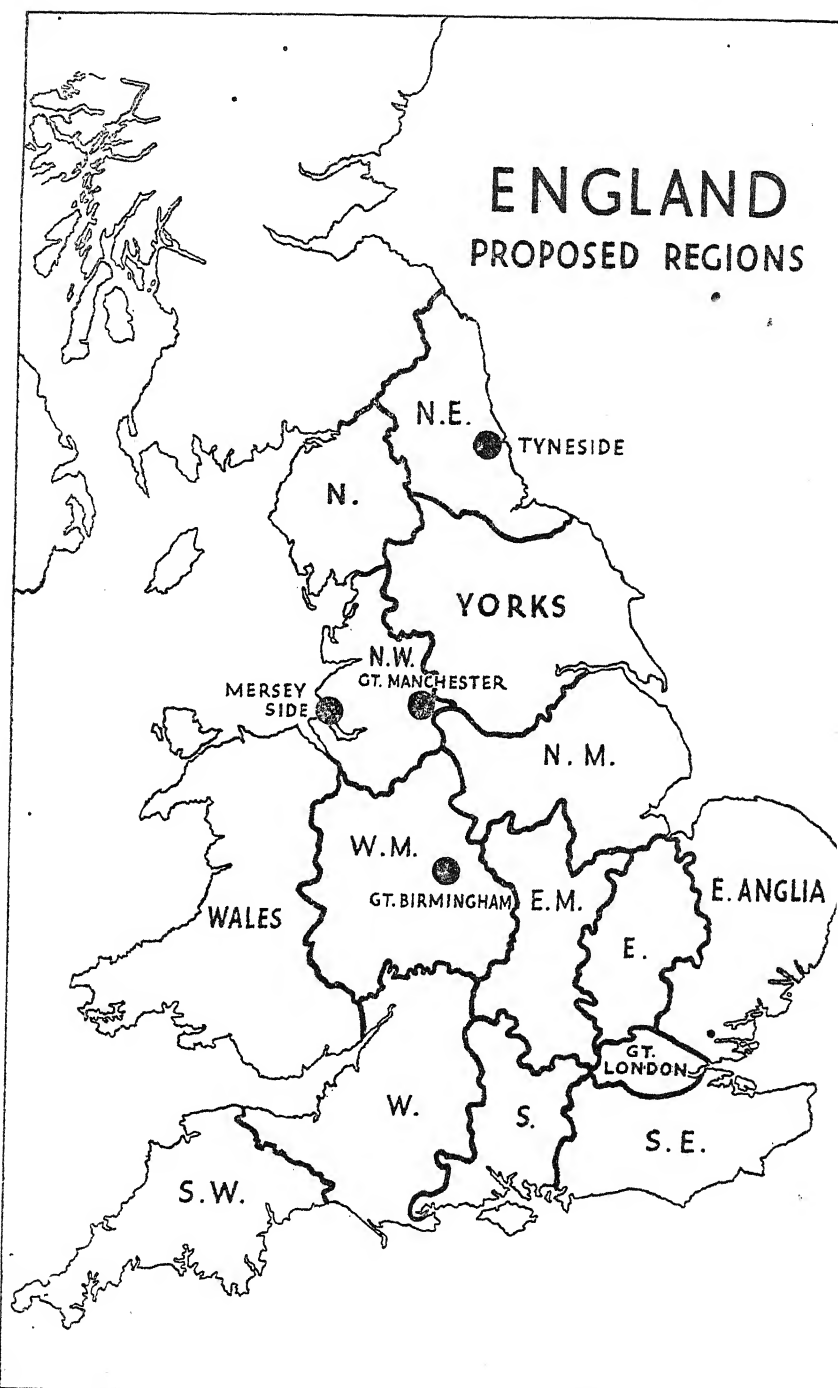 ENGLAND
PROPOSED REGIONS
N.E.
TYNESIDE
N.
YORKS
N.W.
GT. MANCHESTER
MERSEY
SIDE
N. M.
W.M.
GT. BIRMINGHAM
E.M.
E. ANGLIA
WALES
E.
GT.
LONDON
W.
S.
S.E.
S.W.